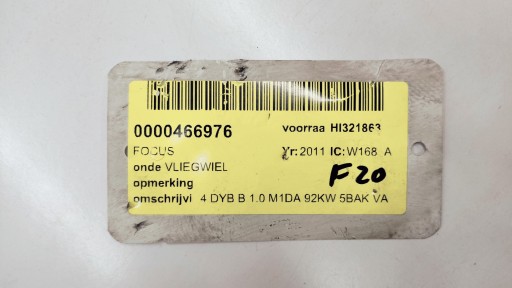 0000466976 voorraa HI321863
FOCUS Yr: 2011 IC: W168 A
onde VLIEGWIEL
opmerking F20
omschrijvi 4 DYB B 1.0 M1DA 92KW 5BAK VA